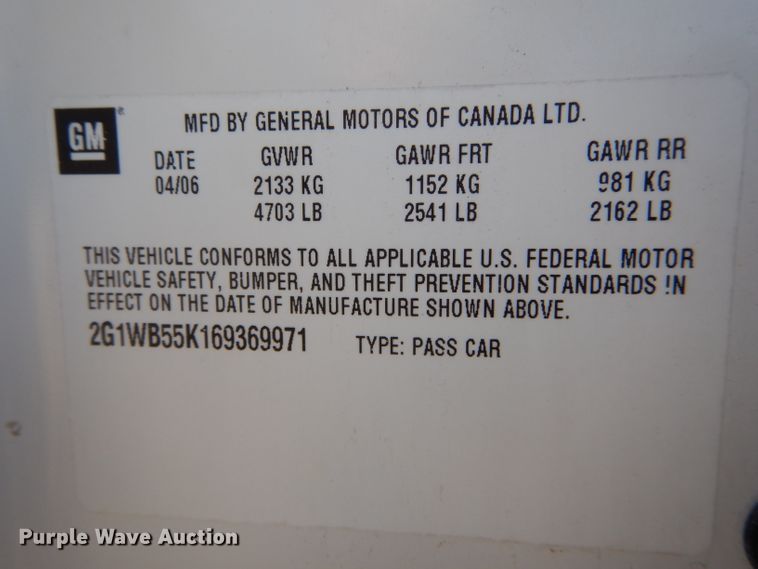 GM
MFD BY GENERAL MOTORS OF CANADA LTD.
DATE GVWR GAWR FRT GAWR RR
04/06 2133 KG 1152 KG 981 KG
4703 LB 2541 LB 2162 LB
THIS VEHICLE CONFORMS TO ALL APPLICABLE U.S. FEDERAL MOTOR
VEHICLE SAFETY, BUMPER, AND THEFT PREVENTION STANDARDS IN
EFFECT ON THE DATE OF MANUFACTURE SHOWN ABOVE.
2G1WB55K169369971 TYPE: PASS CAR
Purple Wave Auction